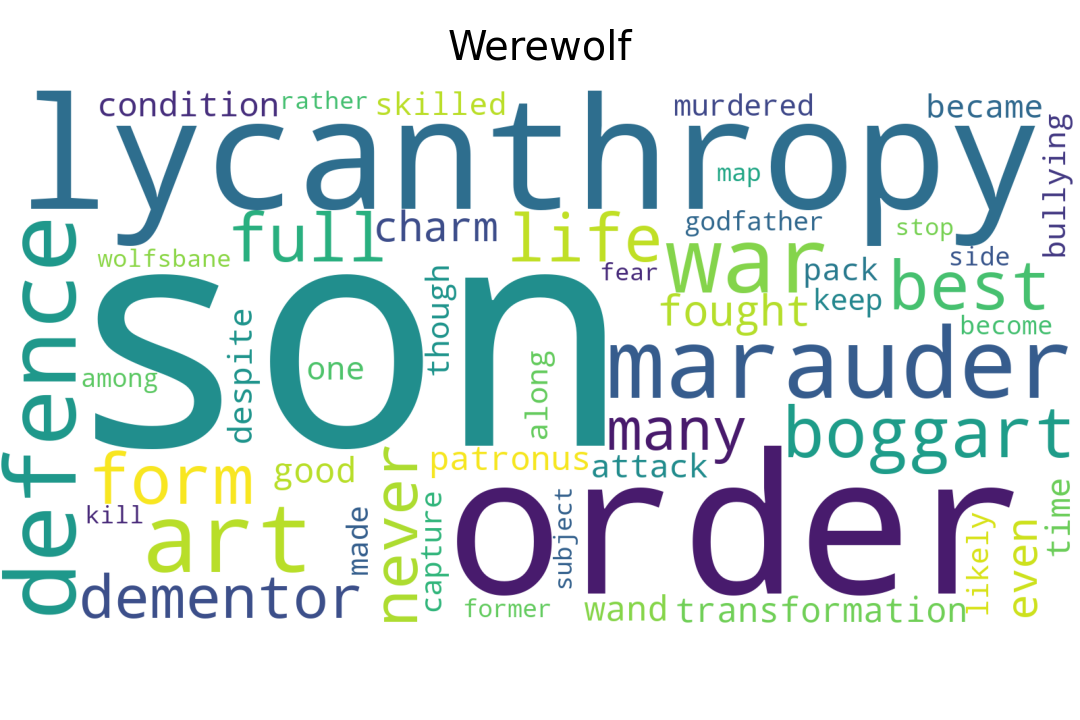 Werewolf
lycanthropy
condition
rather
skilled
murdered
became
bullying
map
defence
full
charm
life
godfather
stop
wolfsbane
fear
war
pack
side
best
son
though
fought
keep
become
among
despite
one
along
marauder
many
boggart
form
good
never
patronus
attack
order
kill
art
made
capture
subject
likely
even
time
dementor
former
wand
transformation